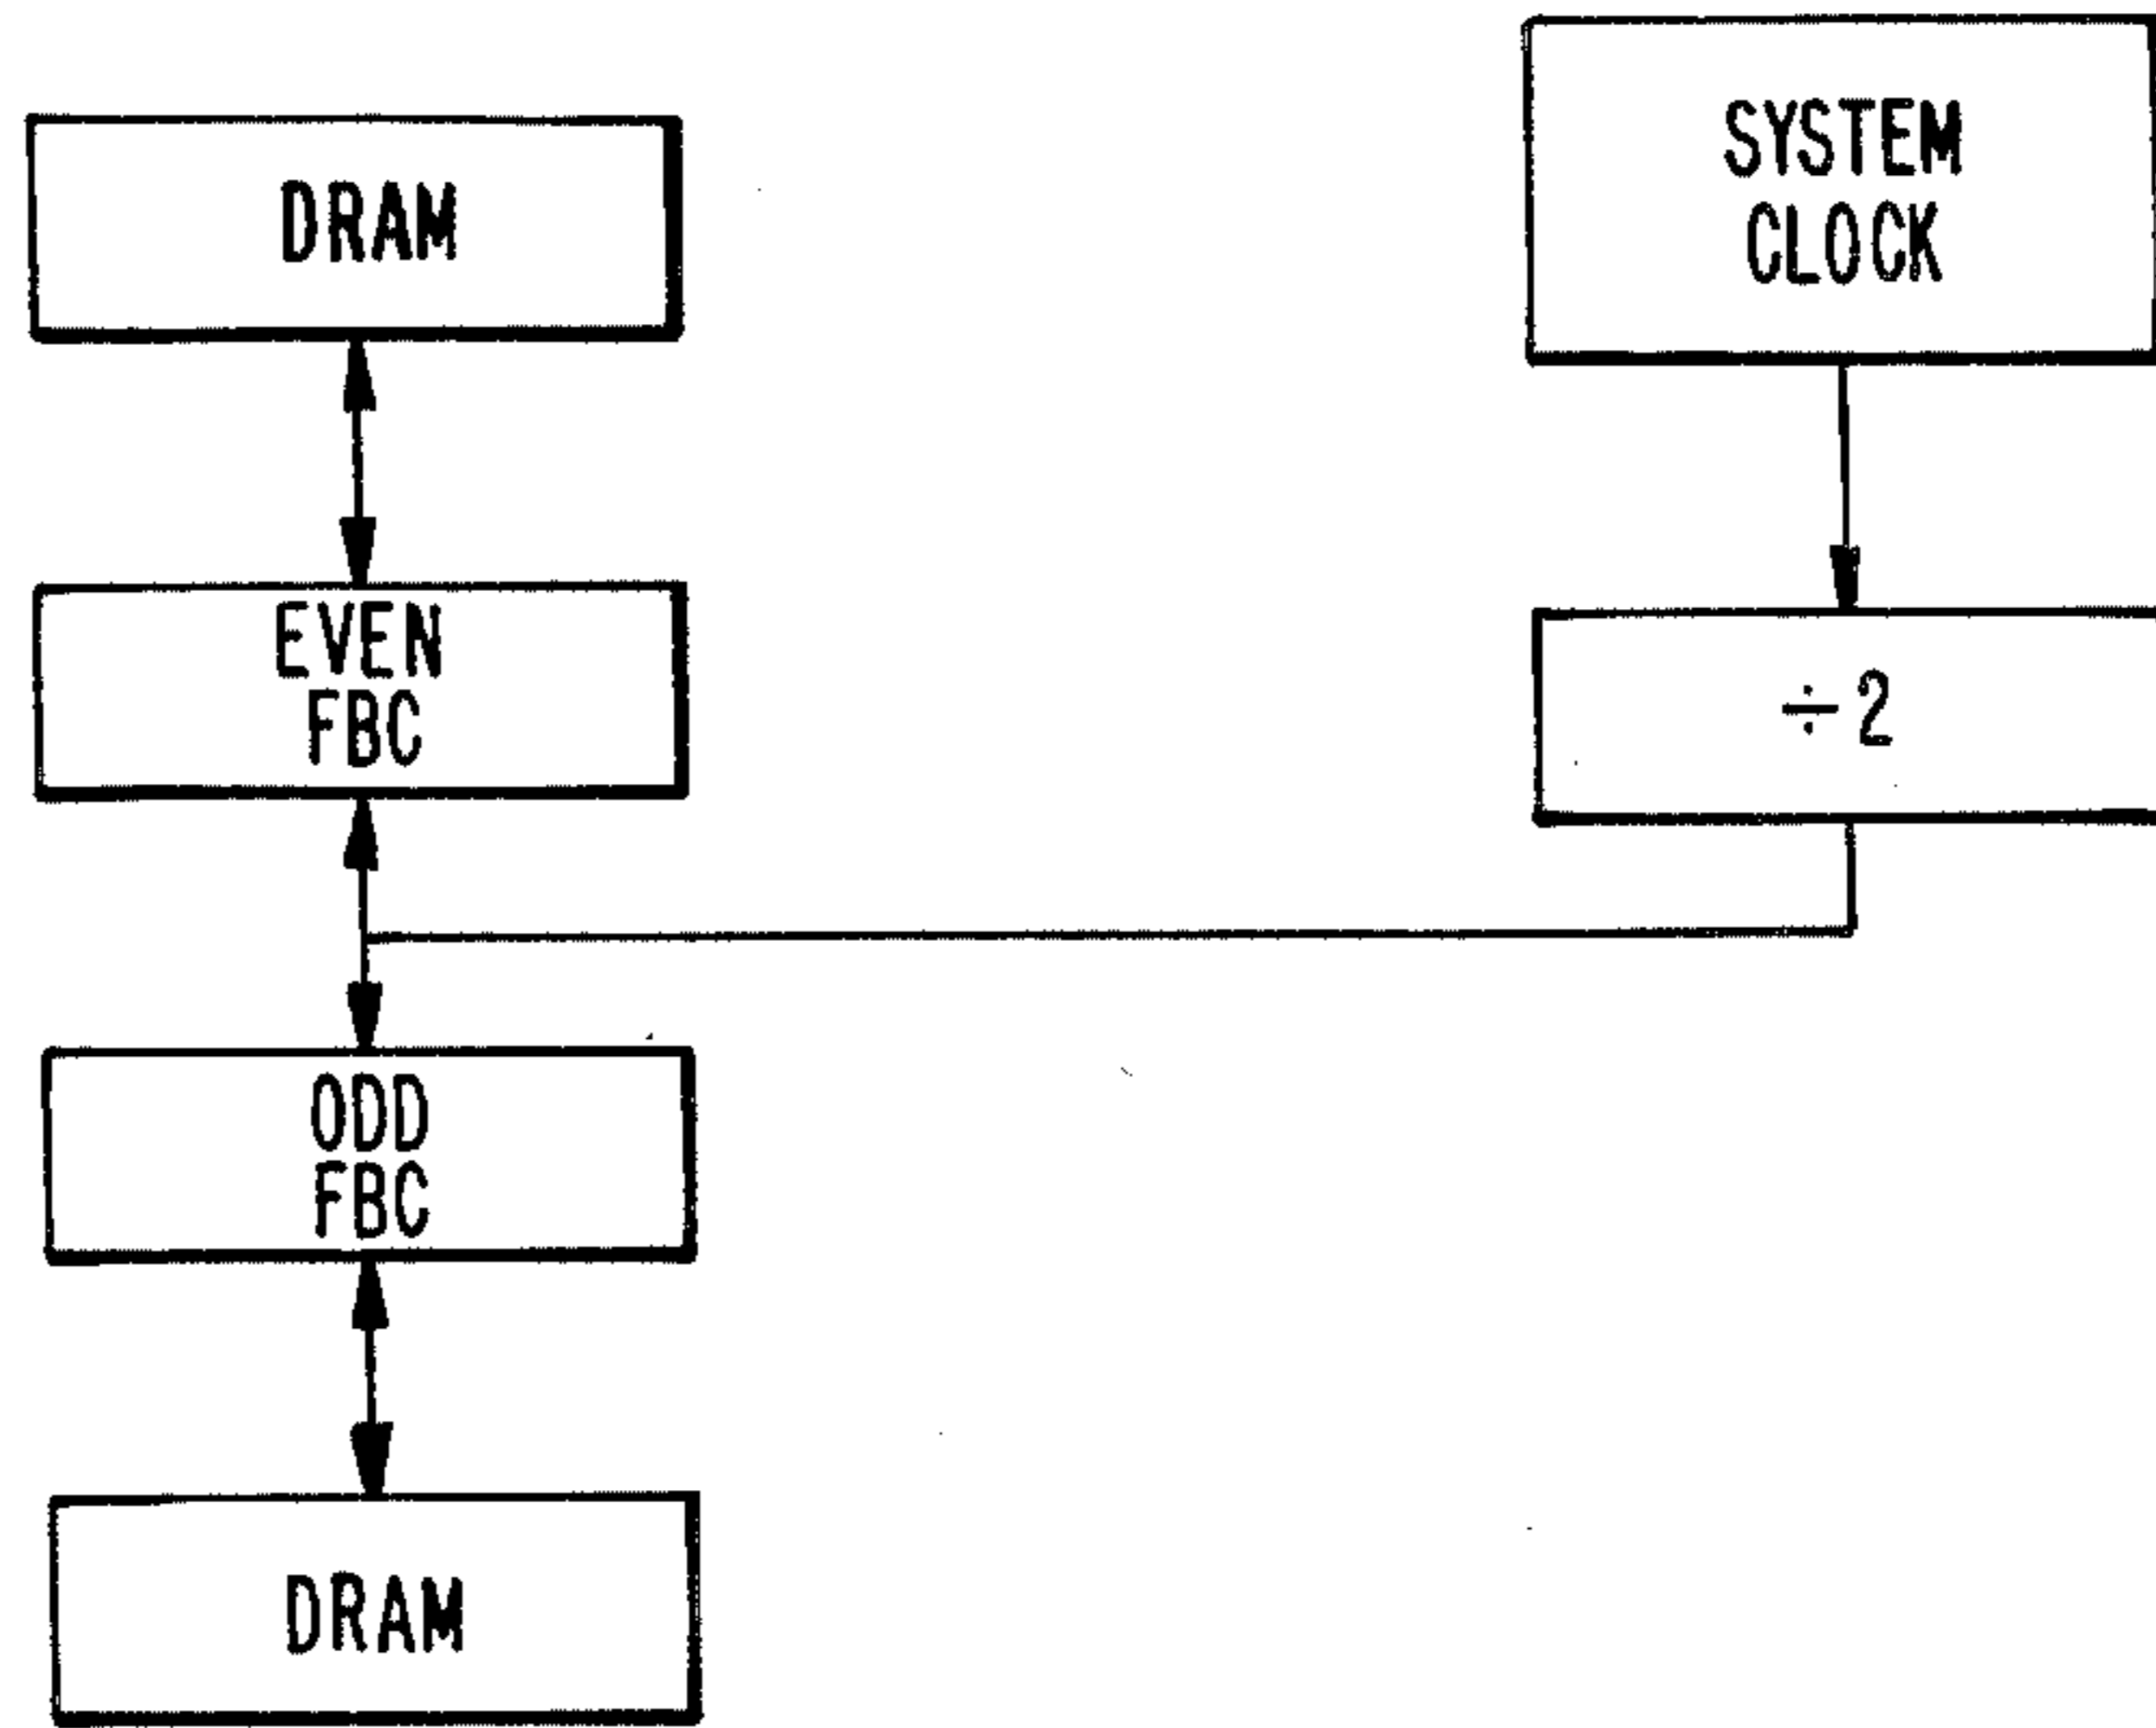 DRAM
SYSTEM
CLOCK
EVEN
FBC
÷2
ODD
FBC
DRAM